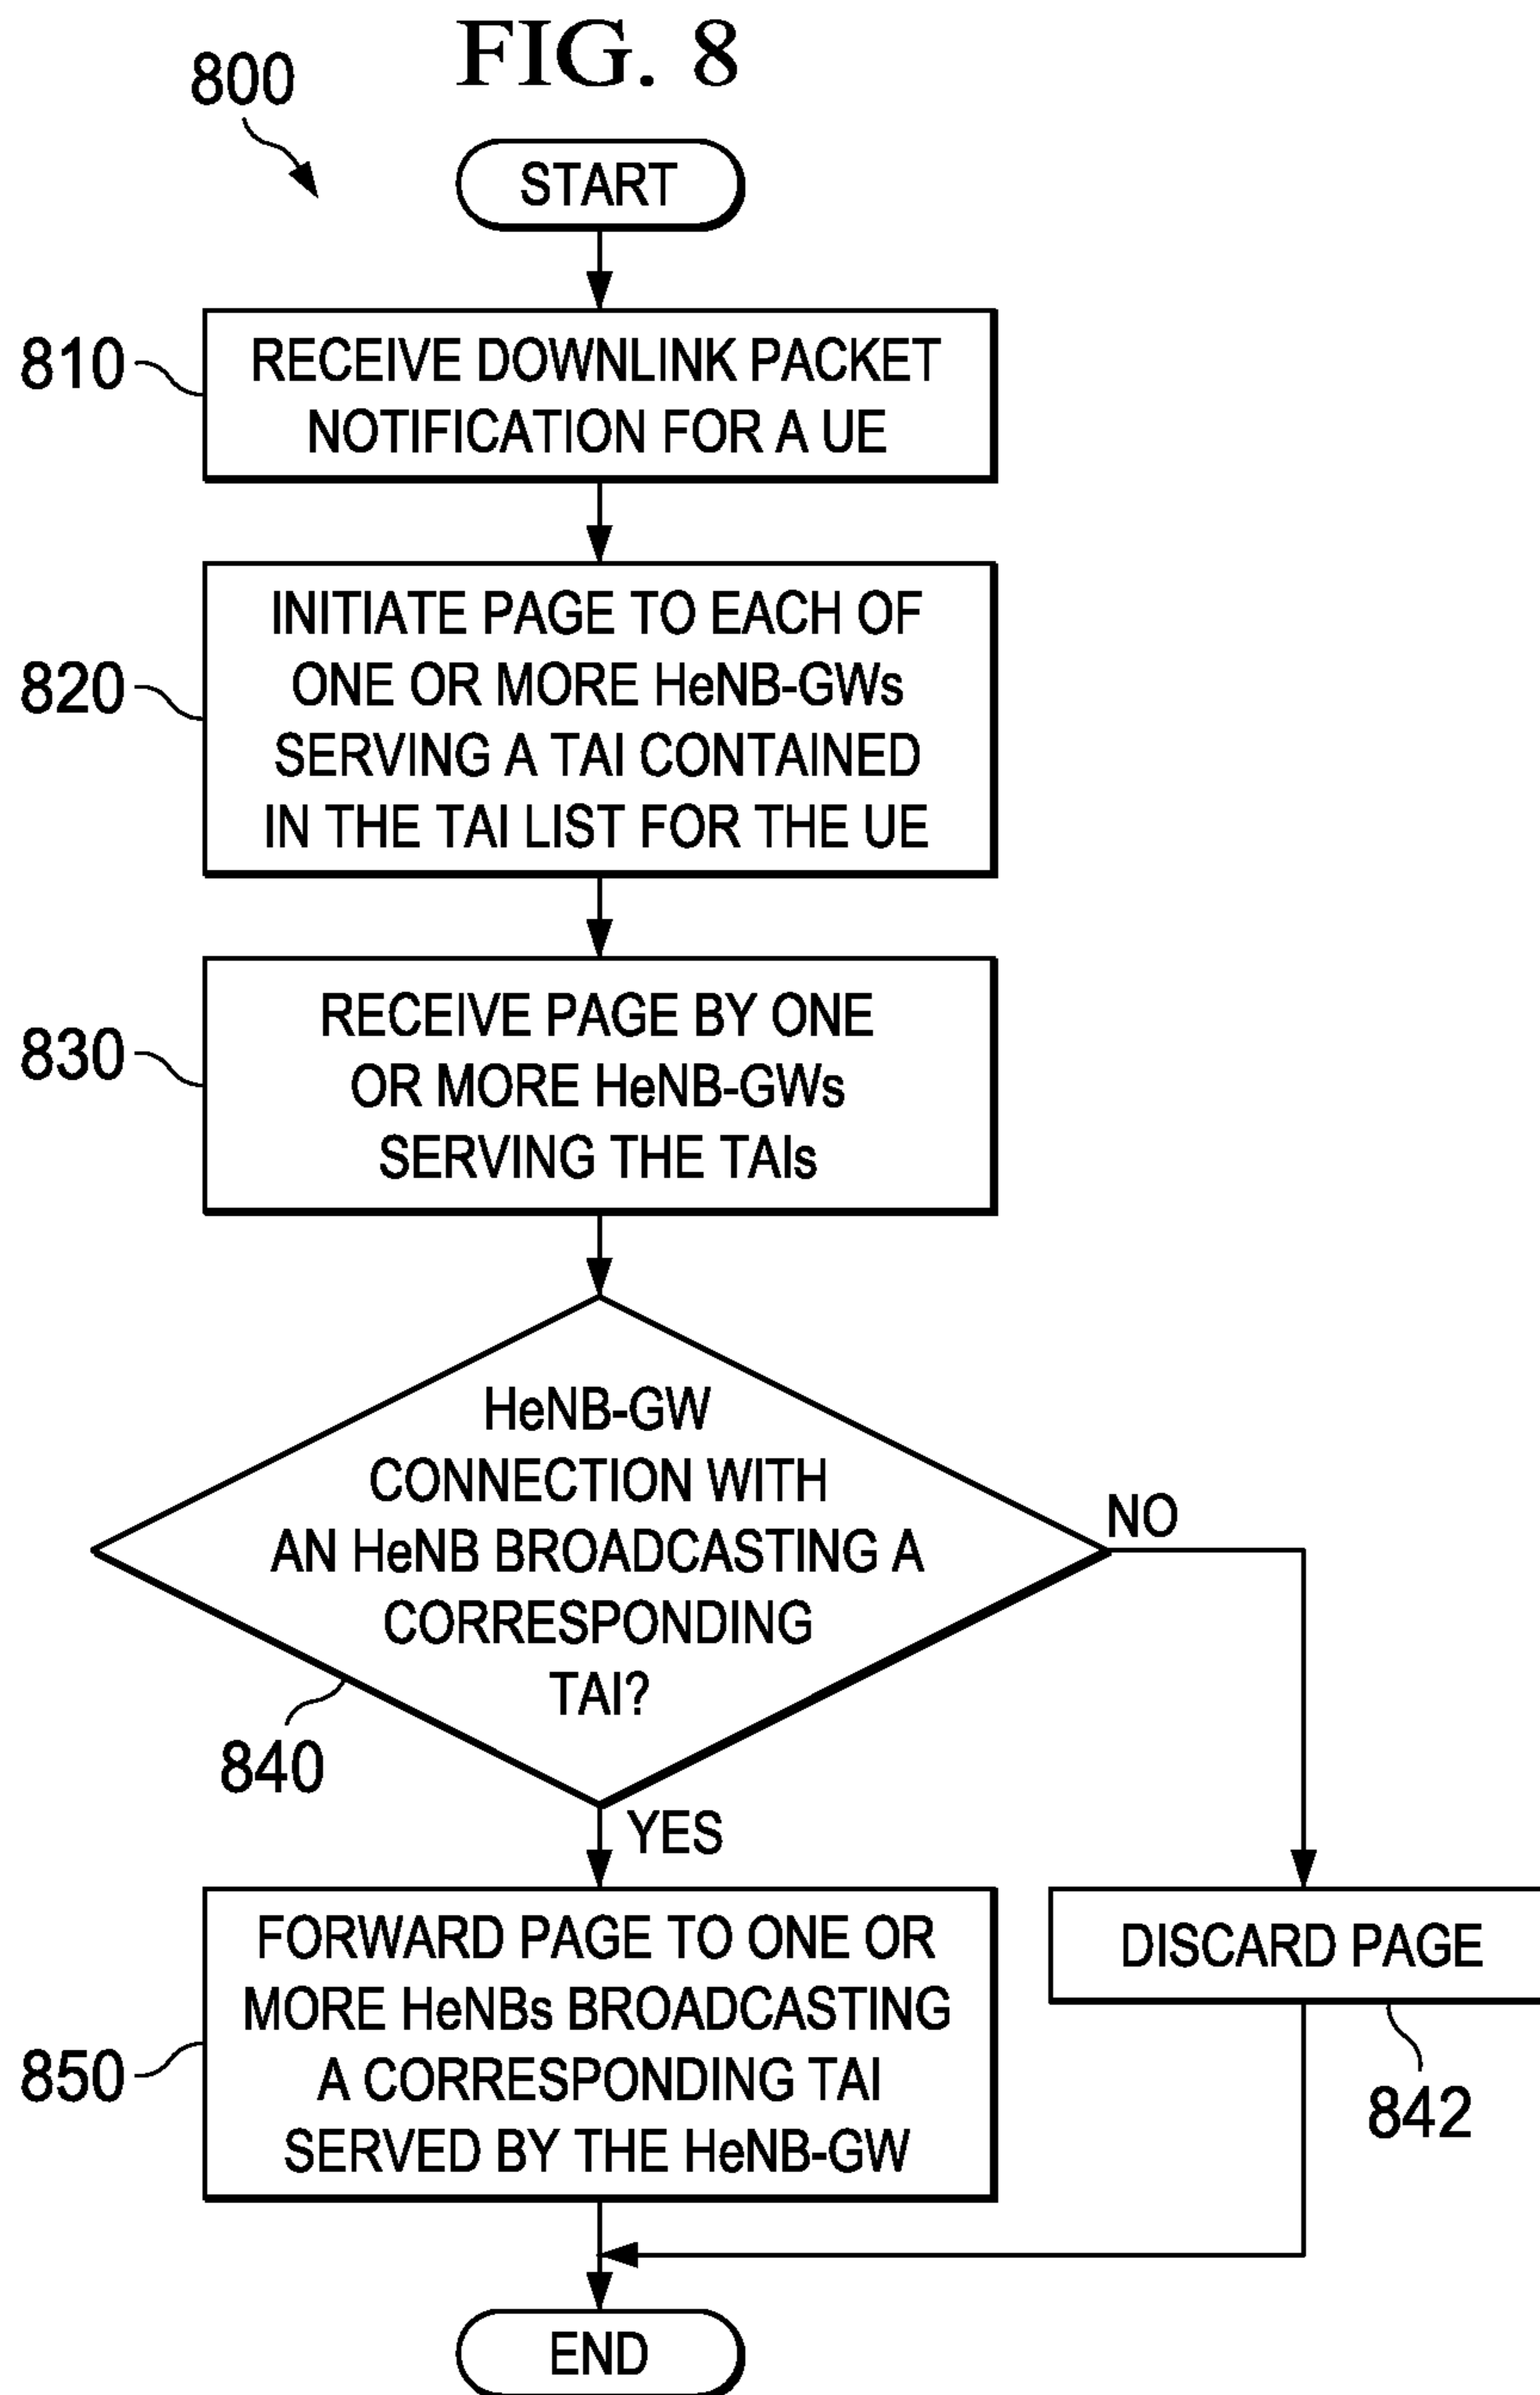 FIG. 8
800
START
810
RECEIVE DOWNLINK PACKET
NOTIFICATION FOR A UE
820
INITIATE PAGE TO EACH OF
ONE OR MORE HeNB-GWs
SERVING A TAI CONTAINED
IN THE TAI LIST FOR THE UE
830
RECEIVE PAGE BY ONE
OR MORE HeNB-GWs
SERVING THE TAIs
HeNB-GW
CONNECTION WITH
AN HeNB BROADCASTING A
CORRESPONDING
TAI?
NO
840
YES
850
FORWARD PAGE TO ONE OR
MORE HeNBs BROADCASTING
A CORRESPONDING TAI
SERVED BY THE HeNB-GW
DISCARD PAGE
842
END